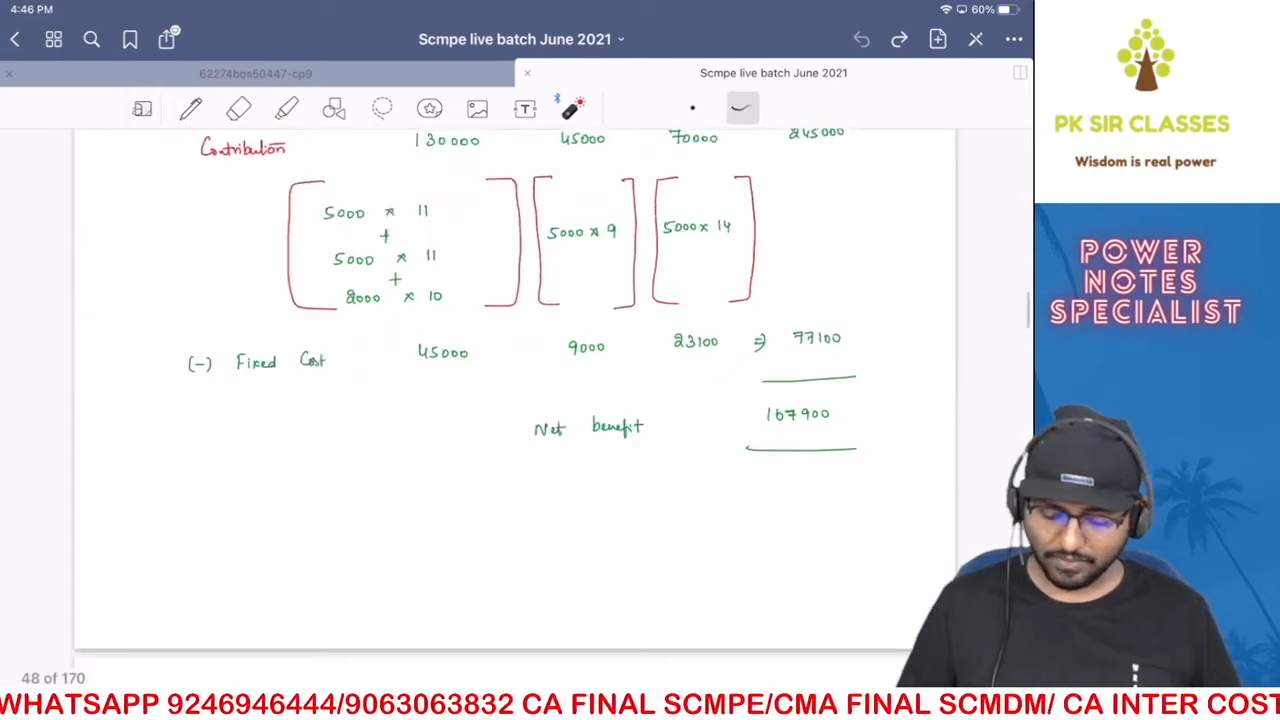 4:46 PM
60%
Scmpe live batch June 2021
62274bos50447-cp9
Scmpe live batch June 2021
T
Contribution 130000 45000 70000 245000
5000 × 11
+
5000 × 11
+
2000 × 10
5000 × 9
5000 × 14
(-) Fixed Cost 45000 9000 23100 ⇒ 77100
Net benefit 167900
48 of 170
PK SIR CLASSES
Wisdom is real power
POWER
NOTES
SPECIALIST
WHATSAPP 9246946444/9063063832 CA FINAL SCMPE/CMA FINAL SCMDM/ CA INTER COST